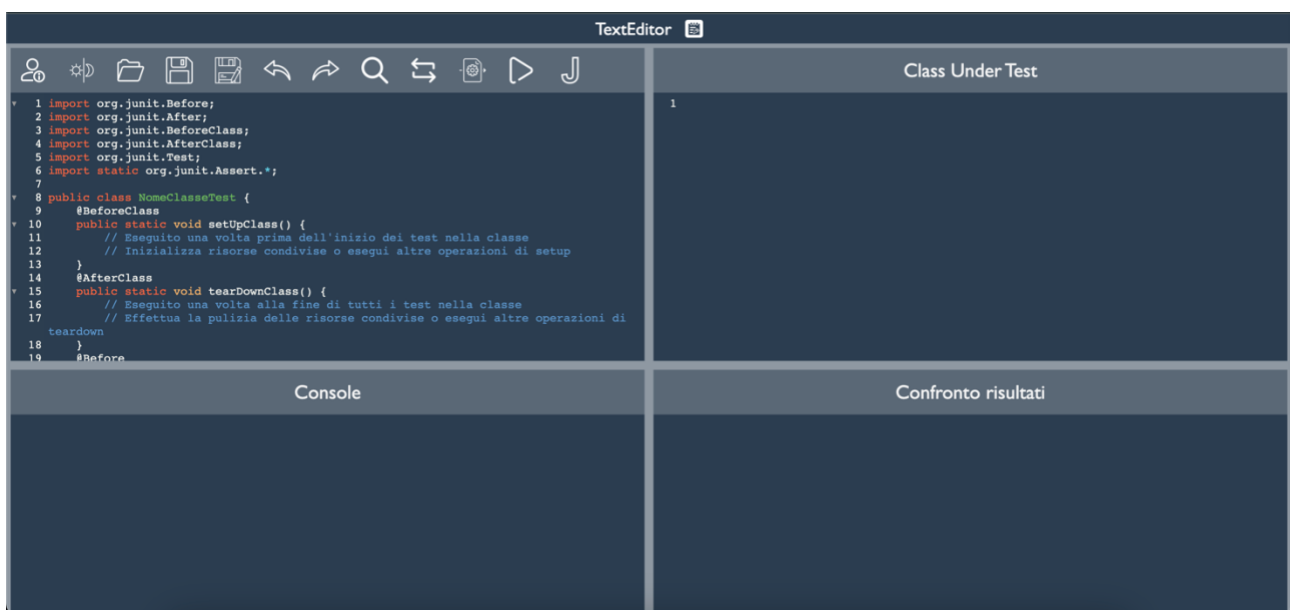 TextEditor
Class Under Test
1 import org.junit.Before;
2 import org.junit.After;
3 import org.junit.BeforeClass;
4 import org.junit.AfterClass;
5 import org.junit.Test;
6 import static org.junit.Assert.*;
7
8 public class NomeClasseTest {
9 @BeforeClass
10 public static void setUpClass() {
11 // Eseguito una volta prima dell'inizio dei test nella classe
12 // Inizializza risorse condivise o esegui altre operazioni di setup
13 }
14 @AfterClass
15 public static void tearDownClass() {
16 // Eseguito una volta alla fine di tutti i test nella classe
17 // Effettua la pulizia delle risorse condivise o esegui altre operazioni di
teardown
18 }
19 @Before
1
Console
Confronto risultati